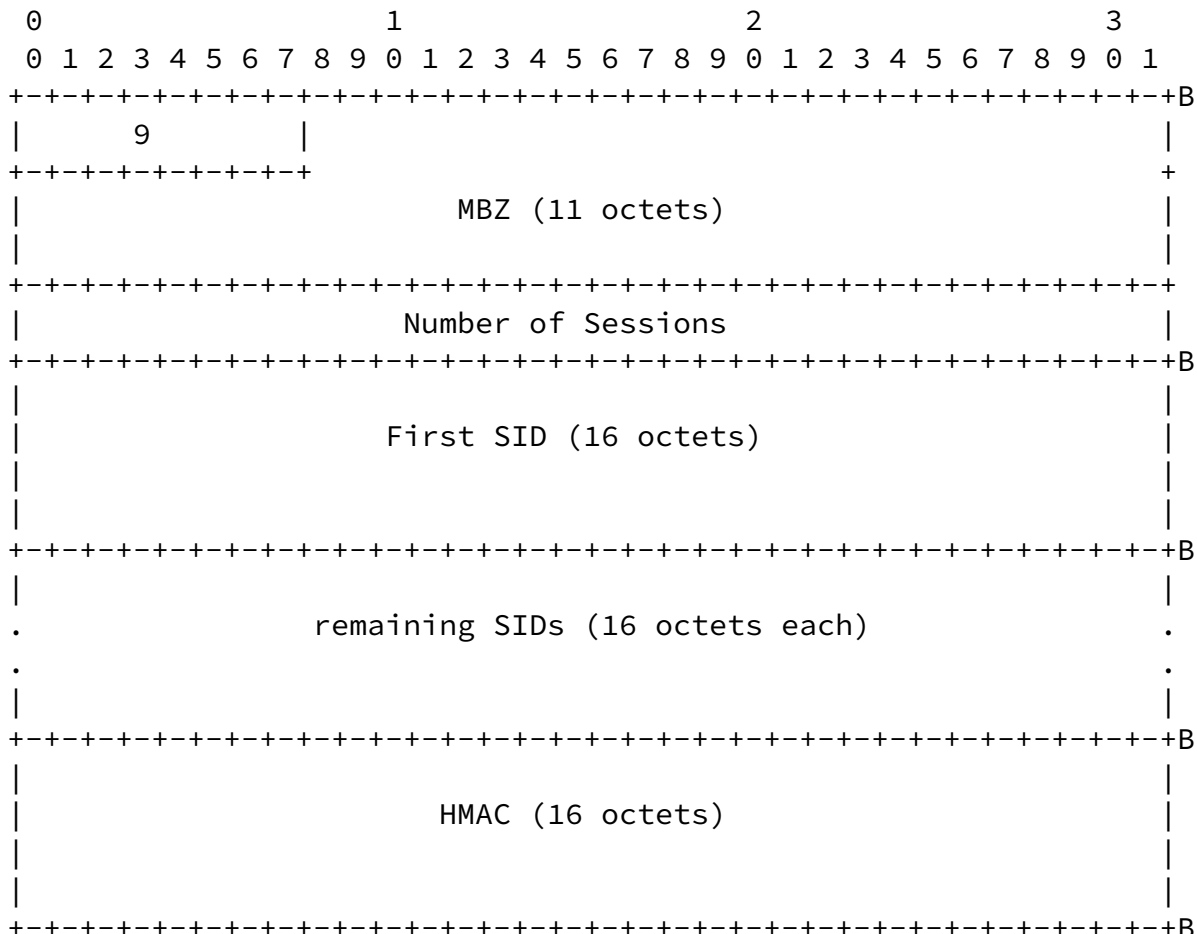 0                   1                   2                   3
 0 1 2 3 4 5 6 7 8 9 0 1 2 3 4 5 6 7 8 9 0 1 2 3 4 5 6 7 8 9 0 1
+-+-+-+-+-+-+-+-+-+-+-+-+-+-+-+-+-+-+-+-+-+-+-+-+-+-+-+-+-+-+-+-+B
|      9        |                                               |
+-+-+-+-+-+-+-+-+                                               +
|                        MBZ (11 octets)                        |
|                                                               |
+-+-+-+-+-+-+-+-+-+-+-+-+-+-+-+-+-+-+-+-+-+-+-+-+-+-+-+-+-+-+-+-+
|                     Number of Sessions                        |
+-+-+-+-+-+-+-+-+-+-+-+-+-+-+-+-+-+-+-+-+-+-+-+-+-+-+-+-+-+-+-+-+B
|                                                               |
|                    First SID (16 octets)                      |
|                                                               |
|                                                               |
+-+-+-+-+-+-+-+-+-+-+-+-+-+-+-+-+-+-+-+-+-+-+-+-+-+-+-+-+-+-+-+-+B
|                                                               |
.                remaining SIDs (16 octets each)                .
.                                                               .
|                                                               |
+-+-+-+-+-+-+-+-+-+-+-+-+-+-+-+-+-+-+-+-+-+-+-+-+-+-+-+-+-+-+-+-+B
|                                                               |
|                       HMAC (16 octets)                        |
|                                                               |
|                                                               |
+-+-+-+-+-+-+-+-+-+-+-+-+-+-+-+-+-+-+-+-+-+-+-+-+-+-+-+-+-+-+-+-+B